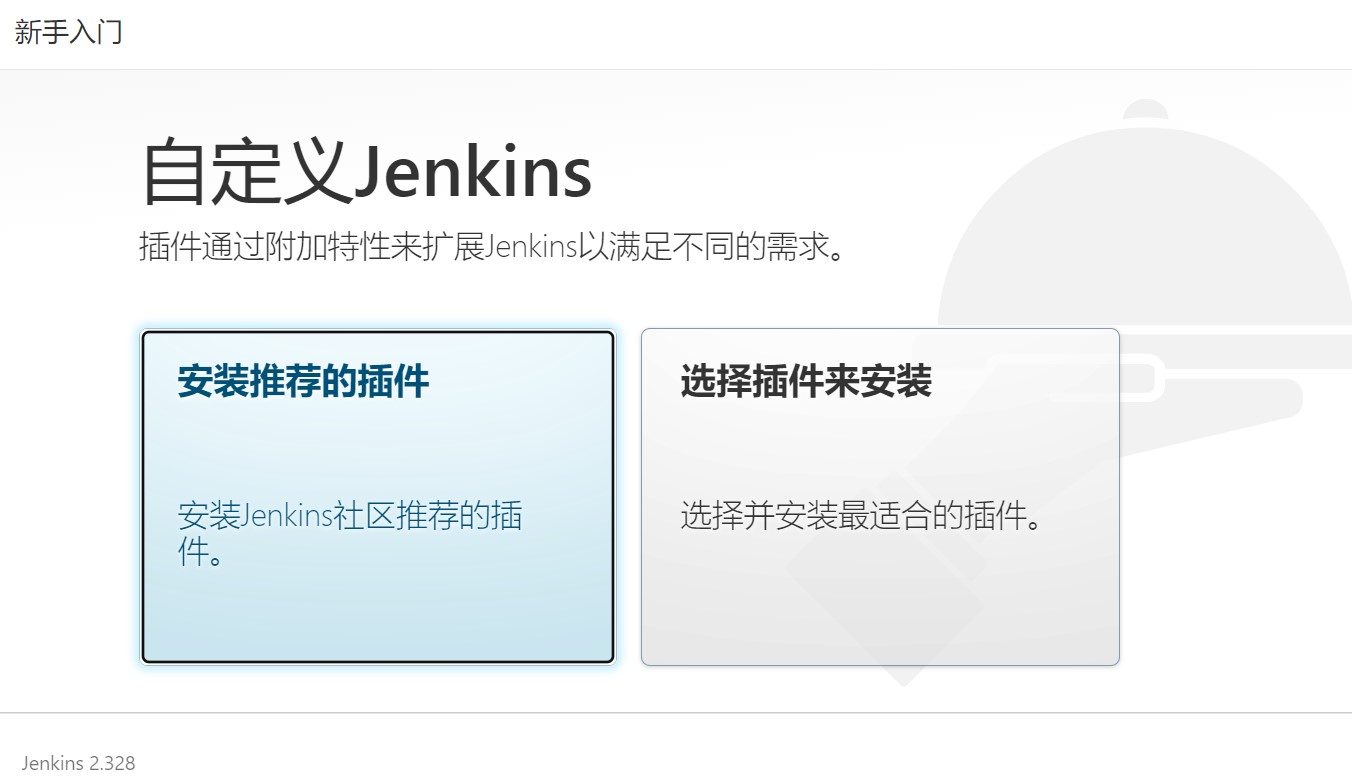 新手入门
自定义Jenkins
插件通过附加特性来扩展Jenkins以满足不同的需求。
安装推荐的插件
安装Jenkins社区推荐的插
件。
选择插件来安装
选择并安装最适合的插件。
Jenkins 2.328